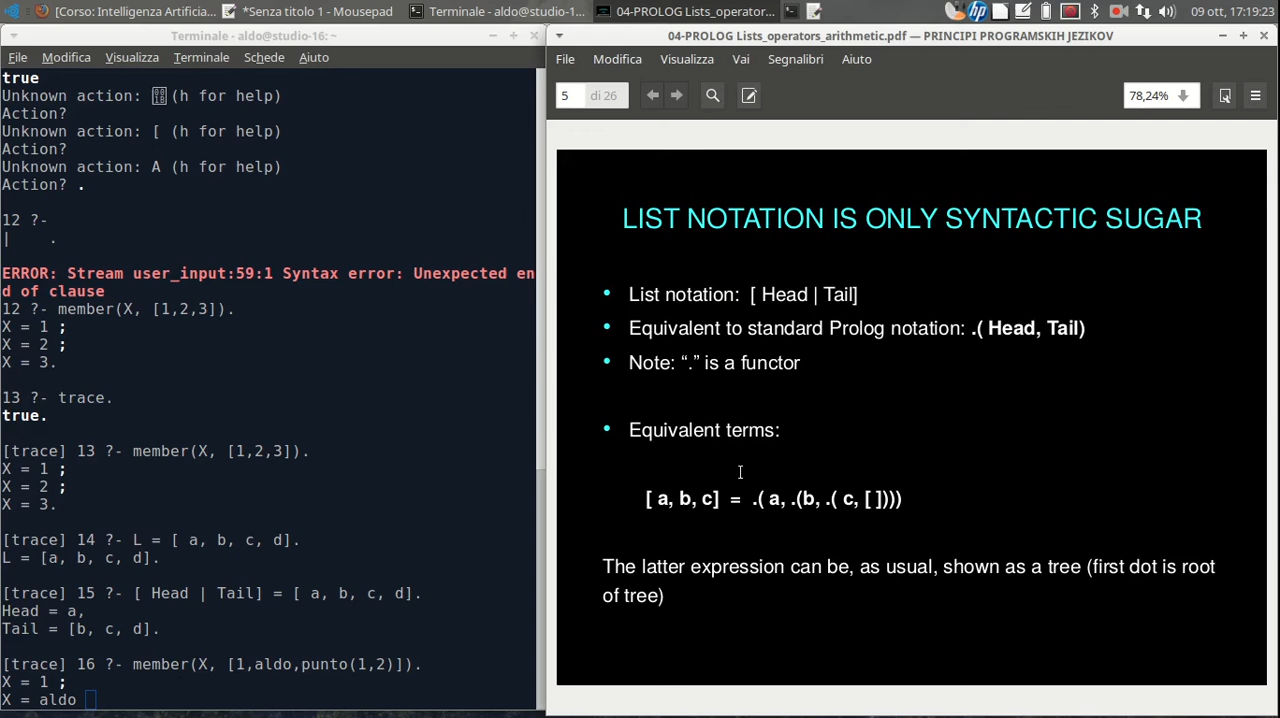 [Corso: Intelligenza Artificia...
*Senza titolo 1 - Mousepad
Terminale - aldo@studio-1...
04-PROLOG Lists_operator...
09 ott, 17:19:23
Terminale - aldo@studio-16: ~
File Modifica Visualizza Terminale Schede Aiuto
true
Unknown action: (h for help)
Action?
Unknown action: [ (h for help)
Action?
Unknown action: A (h for help)
Action? .
12 ?-
| .
ERROR: Stream user_input:59:1 Syntax error: Unexpected en
d of clause
12 ?- member(X, [1,2,3]).
X = 1 ;
X = 2 ;
X = 3.
13 ?- trace.
true.
[trace] 13 ?- member(X, [1,2,3]).
X = 1 ;
X = 2 ;
X = 3.
[trace] 14 ?- L = [ a, b, c, d].
L = [a, b, c, d].
[trace] 15 ?- [ Head | Tail] = [ a, b, c, d].
Head = a,
Tail = [b, c, d].
[trace] 16 ?- member(X, [1,aldo,punto(1,2)]).
X = 1 ;
X = aldo
04-PROLOG Lists_operators_arithmetic.pdf — PRINCIPI PROGRAMSKIH JEZIKOV
File Modifica Visualizza Vai Segnalibri Aiuto
5 di 26 78,24%
LIST NOTATION IS ONLY SYNTACTIC SUGAR
• List notation: [ Head | Tail]
• Equivalent to standard Prolog notation: .( Head, Tail)
• Note: “.” is a functor
• Equivalent terms:
[ a, b, c] = .( a, .(b, .( c, [ ])))
The latter expression can be, as usual, shown as a tree (first dot is root
of tree)